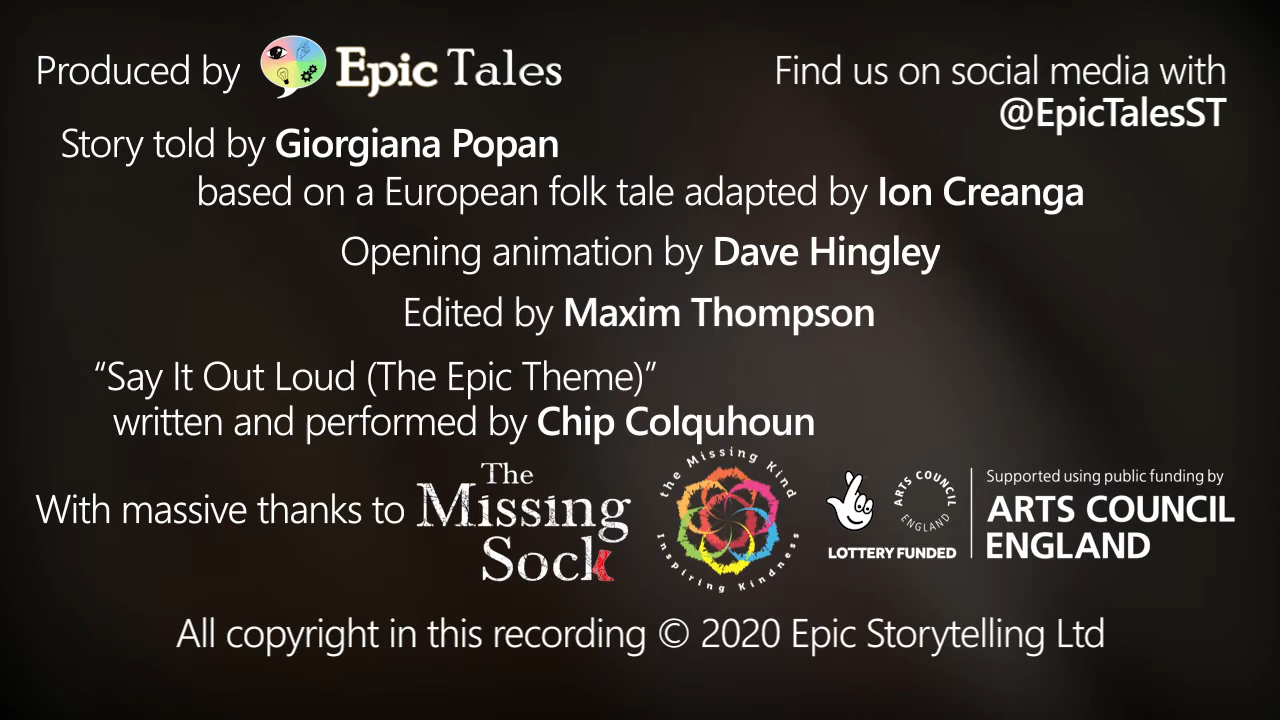 Produced by Epic Tales
Find us on social media with
@EpicTalesST
Story told by Giorgiana Popan
based on a European folk tale adapted by Ion Creanga
Opening animation by Dave Hingley
Edited by Maxim Thompson
“Say It Out Loud (The Epic Theme)”
written and performed by Chip Colquhoun
With massive thanks to
The
Missing
Sock
the Missing Kind
Inspiring Kindness
LOTTERY FUNDED
ARTS COUNCIL
ENGLAND
Supported using public funding by
ARTS COUNCIL
ENGLAND
All copyright in this recording © 2020 Epic Storytelling Ltd